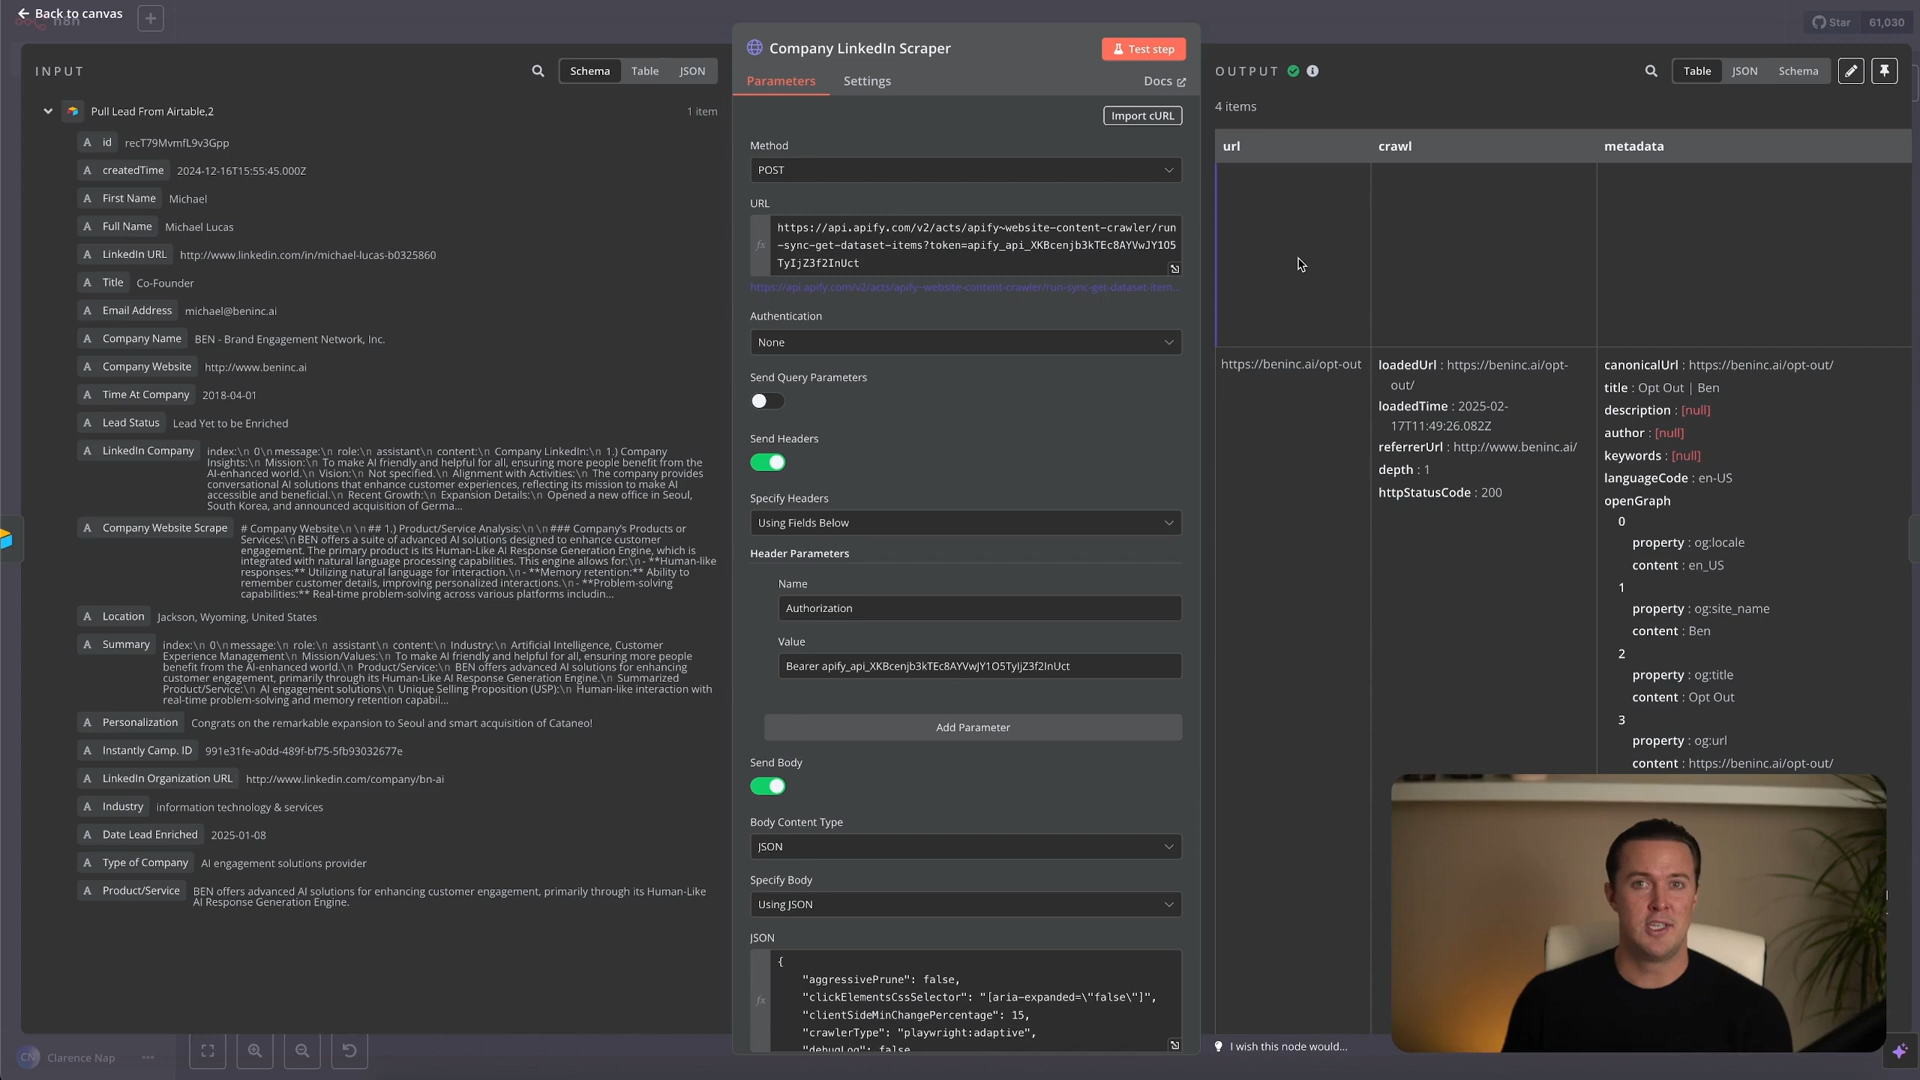 Back to canvas
n8n
Star
61,030
INPUT
Schema
Table
JSON
Pull Lead From Airtable,2
1 item
A id recT79MvmfL9v3Gpp
A createdTime 2024-12-16T15:55:45.000Z
A First Name Michael
A Full Name Michael Lucas
A LinkedIn URL http://www.linkedin.com/in/michael-lucas-b0325860
A Title Co-Founder
A Email Address michael@beninc.ai
A Company Name BEN - Brand Engagement Network, Inc.
A Company Website http://www.beninc.ai
A Time At Company 2018-04-01
A Lead Status Lead Yet to be Enriched
A LinkedIn Company index:\n 0\nmessage:\n role:\n assistant\n content:\n Company LinkedIn:\n 1.) Company
Insights:\n Mission:\n To make AI friendly and helpful for all, ensuring more people benefit from the
AI-enhanced world.\n Vision:\n Not specified.\n Alignment with Activities:\n The company provides
conversational AI solutions that enhance customer experiences, reflecting its mission to make AI
accessible and beneficial.\n Recent Growth:\n Expansion Details:\n Opened a new office in Seoul,
South Korea, and announced acquisition of Germa...
A Company Website Scrape # Company Website\n\n## 1.) Product/Service Analysis:\n\n### Company's Products or
Services:\nBEN offers a suite of advanced AI solutions designed to enhance customer
engagement. The primary product is its Human-Like AI Response Generation Engine, which is
integrated with natural language processing capabilities. This engine allows for:\n- **Human-like
responses:** Utilizing natural language for interaction.\n- **Memory retention:** Ability to
remember customer details, improving personalized interactions.\n- **Problem-solving
capabilities:** Real-time problem-solving across various platforms includin...
A Location Jackson, Wyoming, United States
A Summary index:\n 0\nmessage:\n role:\n assistant\n content:\n Industry:\n Artificial Intelligence, Customer
Experience Management\n Mission/Values:\n To make AI friendly and helpful for all, ensuring more people
benefit from the AI-enhanced world.\n Product/Service:\n BEN offers advanced AI solutions for enhancing
customer engagement, primarily through its Human-Like AI Response Generation Engine.\n Summarized
Product/Service:\n AI engagement solutions\n Unique Selling Proposition (USP):\n Human-like interaction with
real-time problem-solving and memory retention capabil...
A Personalization Congrats on the remarkable expansion to Seoul and smart acquisition of Cataneo!
A Instantly Camp. ID 991e31fe-a0dd-489f-bf75-5fb93032677e
A LinkedIn Organization URL http://www.linkedin.com/company/bn-ai
A Industry information technology & services
A Date Lead Enriched 2025-01-08
A Type of Company AI engagement solutions provider
A Product/Service BEN offers advanced AI solutions for enhancing customer engagement, primarily through its Human-Like
AI Response Generation Engine.
CN Clarence Nap
Company LinkedIn Scraper
Test step
Parameters
Settings
Docs
Import cURL
Method
POST
URL
fx
https://api.apify.com/v2/acts/apify~website-content-crawler/run
-sync-get-dataset-items?token=apify_api_XKBcenjb3kTEc8AYVwJY1O5
TyIjZ3f2InUct
https://api.apify.com/v2/acts/apify~website-content-crawler/run-sync-get-dataset-item...
Authentication
None
Send Query Parameters
Send Headers
Specify Headers
Using Fields Below
Header Parameters
Name
Authorization
Value
Bearer apify_api_XKBcenjb3kTEc8AYVwJY1O5TyIjZ3f2InUct
Add Parameter
Send Body
Body Content Type
JSON
Specify Body
Using JSON
JSON
fx
{
"aggressivePrune": false,
"clickElementsCssSelector": "[aria-expanded=\"false\"]",
"clientSideMinChangePercentage": 15,
"crawlerType": "playwright:adaptive",
"debugLog": false,
OUTPUT
Table
JSON
Schema
4 items
url
crawl
metadata
https://beninc.ai/opt-out
loadedUrl : https://beninc.ai/opt-
out/
loadedTime : 2025-02-
17T11:49:26.082Z
referrerUrl : http://www.beninc.ai/
depth : 1
httpStatusCode : 200
canonicalUrl : https://beninc.ai/opt-out/
title : Opt Out | Ben
description : [null]
author : [null]
keywords : [null]
languageCode : en-US
openGraph
0
property : og:locale
content : en_US
1
property : og:site_name
content : Ben
2
property : og:title
content : Opt Out
3
property : og:url
content : https://beninc.ai/opt-out/
I wish this node would...